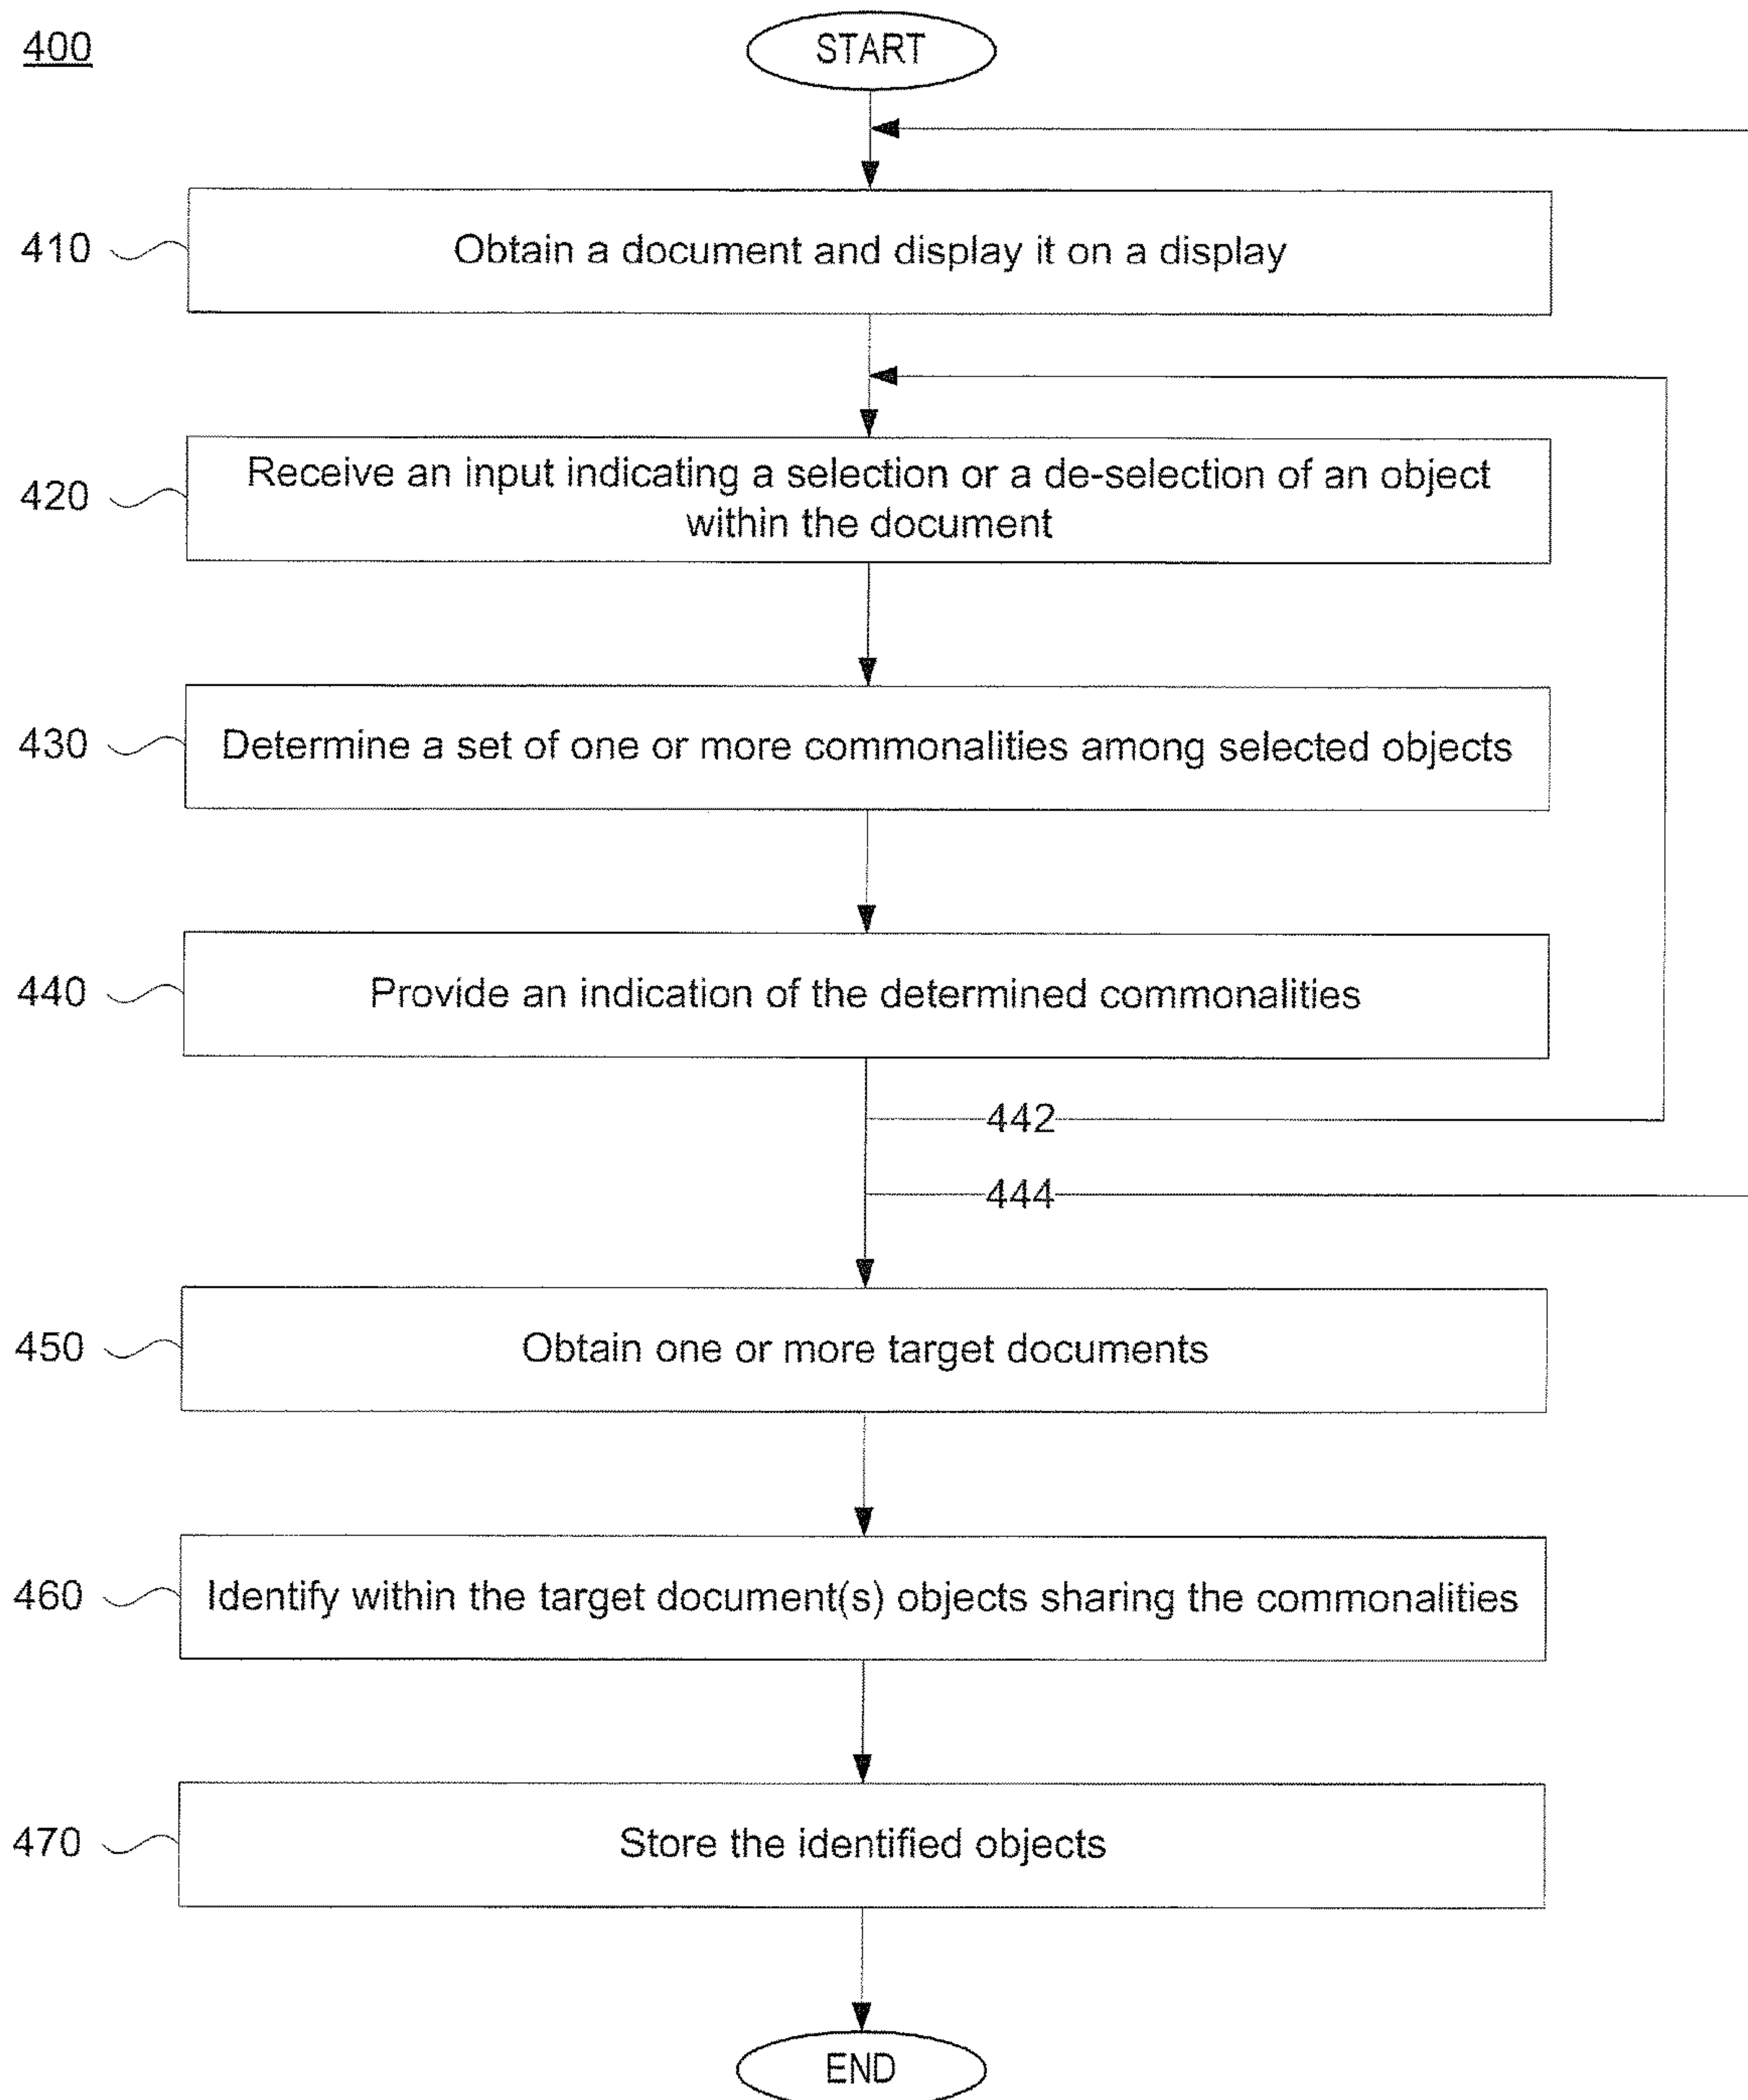 400
START
410
Obtain a document and display it on a display
420
Receive an input indicating a selection or a de-selection of an object
within the document
430
Determine a set of one or more commonalities among selected objects
440
Provide an indication of the determined commonalities
442
444
450
Obtain one or more target documents
460
Identify within the target document(s) objects sharing the commonalities
470
Store the identified objects
END